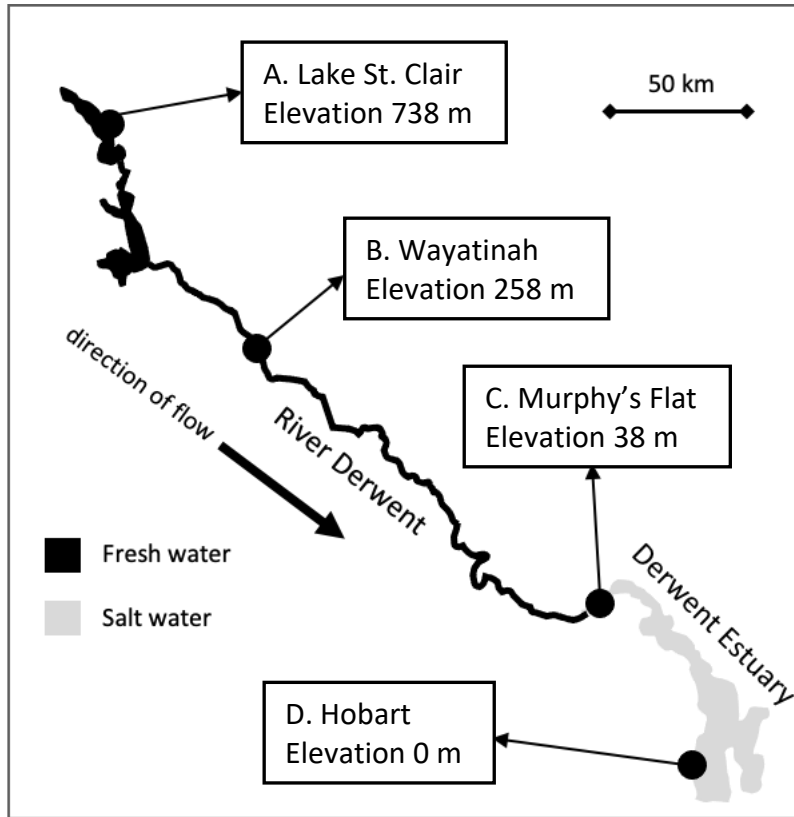 A. Lake St. Clair
Elevation 738 m
50 km
B. Wayatinah
Elevation 258 m
direction of flow
River Derwent
C. Murphy’s Flat
Elevation 38 m
Fresh water
Salt water
Derwent Estuary
D. Hobart
Elevation 0 m